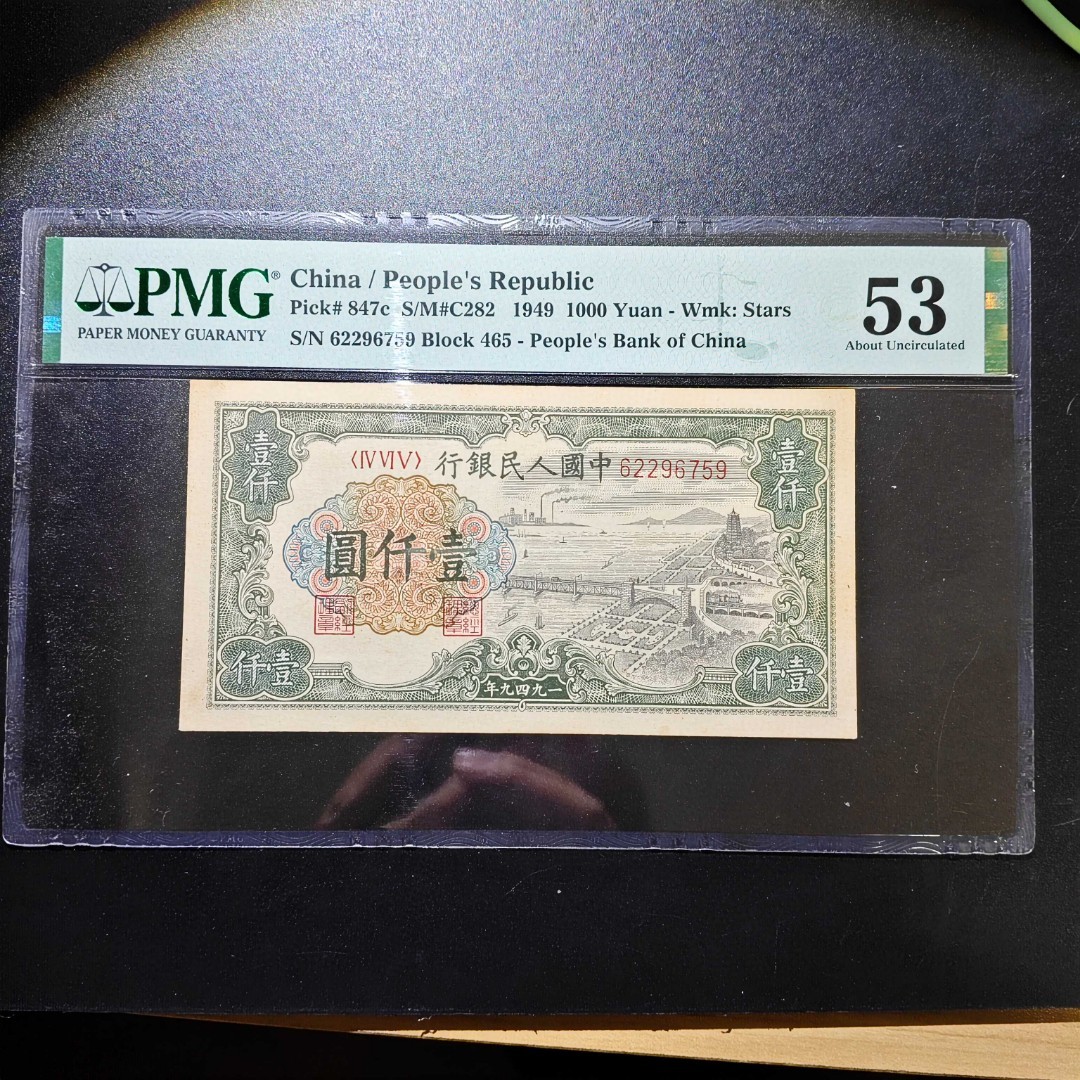 PMG®
PAPER MONEY GUARANTY
China / People's Republic
Pick# 847c S/M#C282 1949 1000 Yuan - Wmk: Stars
S/N 62296759 Block 465 - People's Bank of China
53
About Uncirculated
壹仟
〈IV VI V〉 行銀民人國中 62296759
壹仟
圓仟壹
仟壹
年九四九一
仟壹